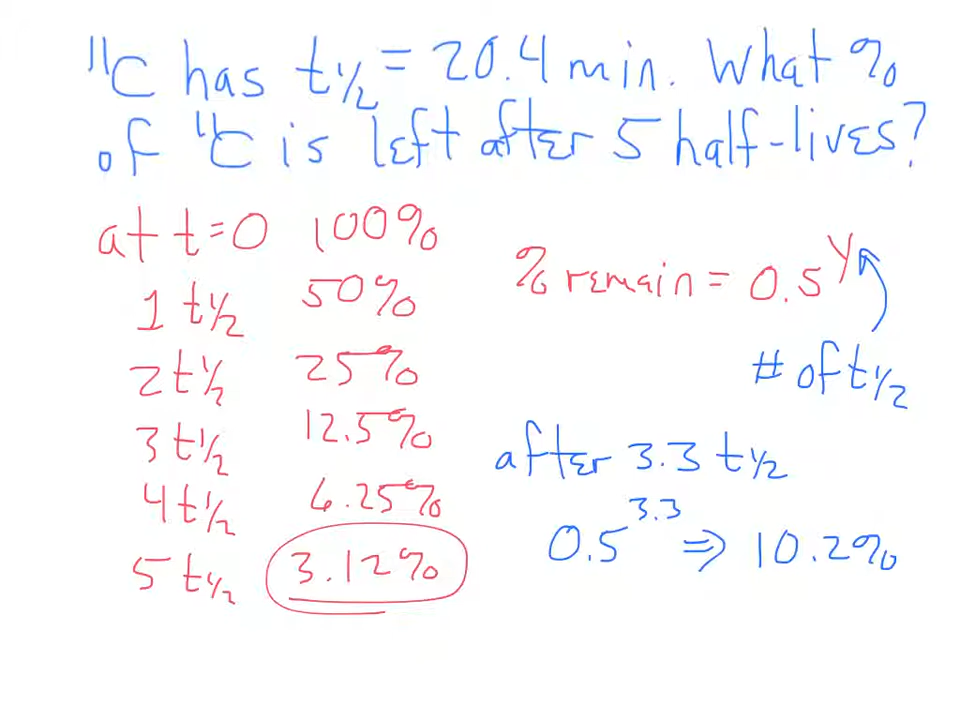 ¹¹C has t½ = 20.4 min. What %
of ¹¹C is left after 5 half-lives?
at t=0 100%
1 t½ 50%
2 t½ 25%
3 t½ 12.5%
4 t½ 6.25%
5 t½ 3.12%
% remain = 0.5^y
# of t½
after 3.3 t½
0.5^3.3 ⇒ 10.2%